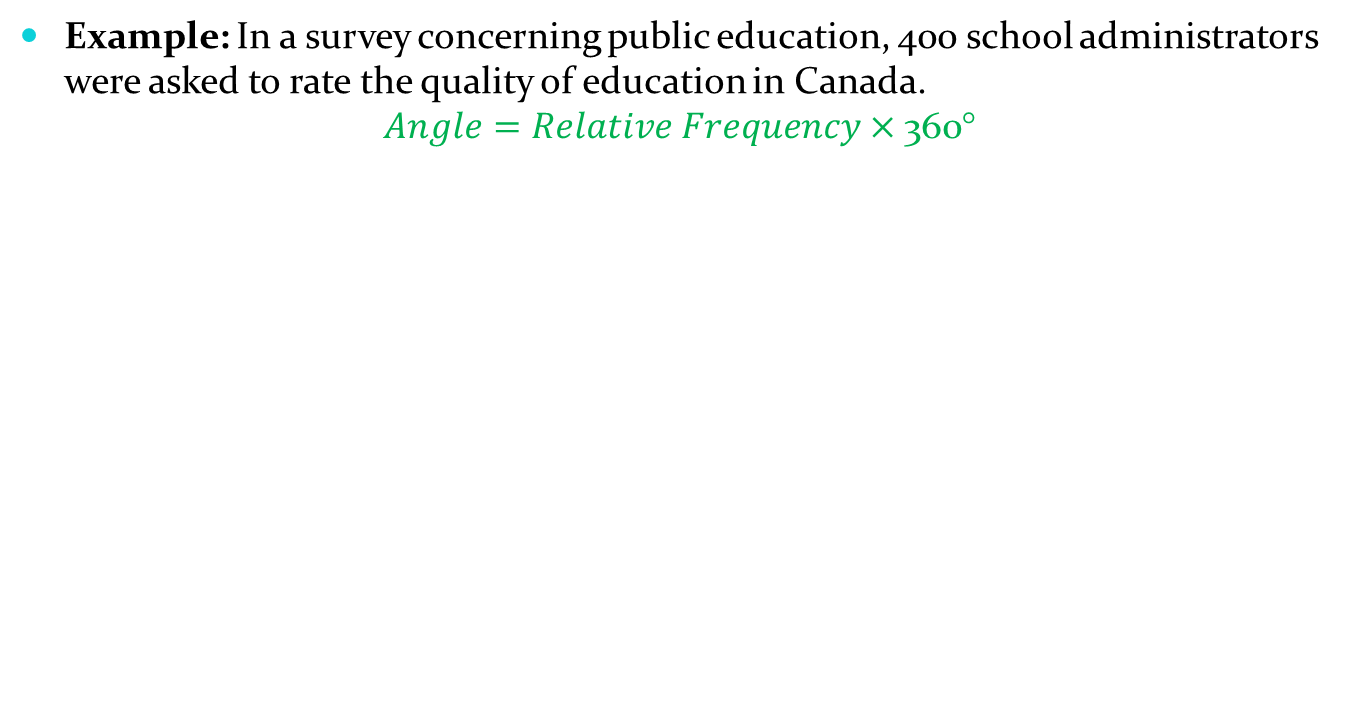 • Example: In a survey concerning public education, 400 school administrators
were asked to rate the quality of education in Canada.
Angle = Relative Frequency × 360°